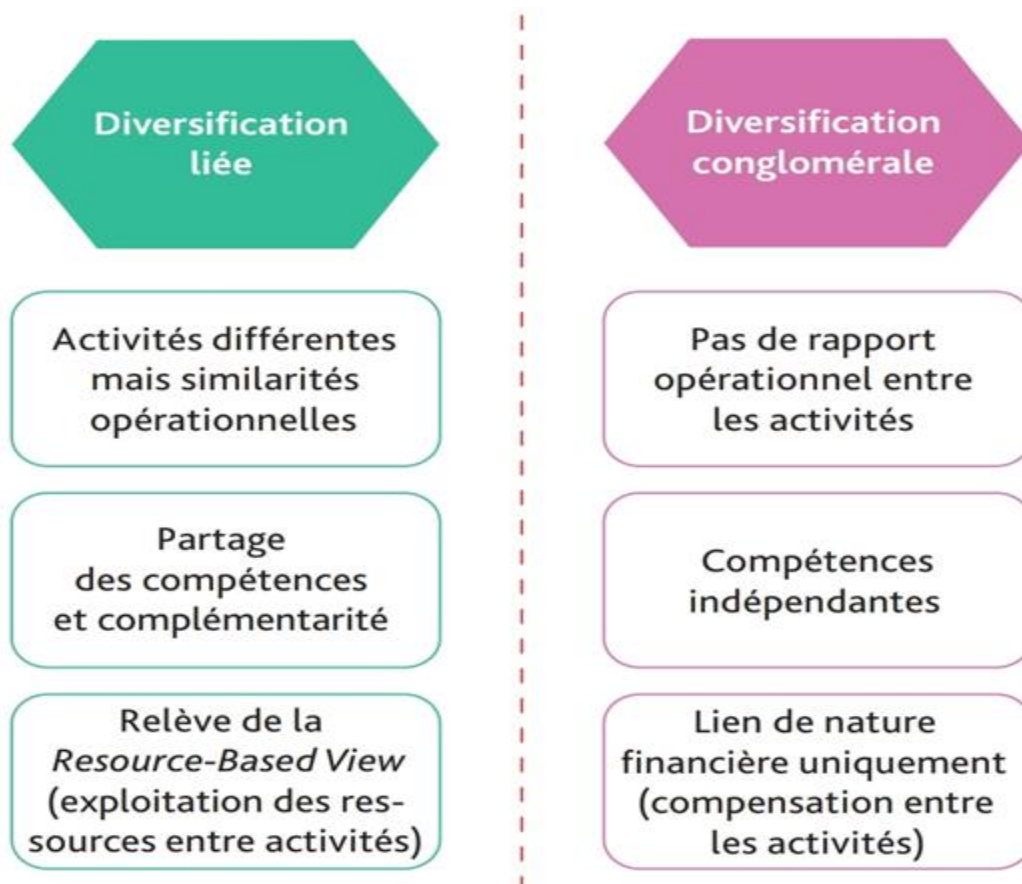 Diversification
liée
Activités différentes
mais similarités
opérationnelles
Partage
des compétences
et complémentarité
Relève de la
Resource-Based View
(exploitation des res-
sources entre activités)
Diversification
conglomérale
Pas de rapport
opérationnel entre
les activités
Compétences
indépendantes
Lien de nature
financière uniquement
(compensation entre
les activités)